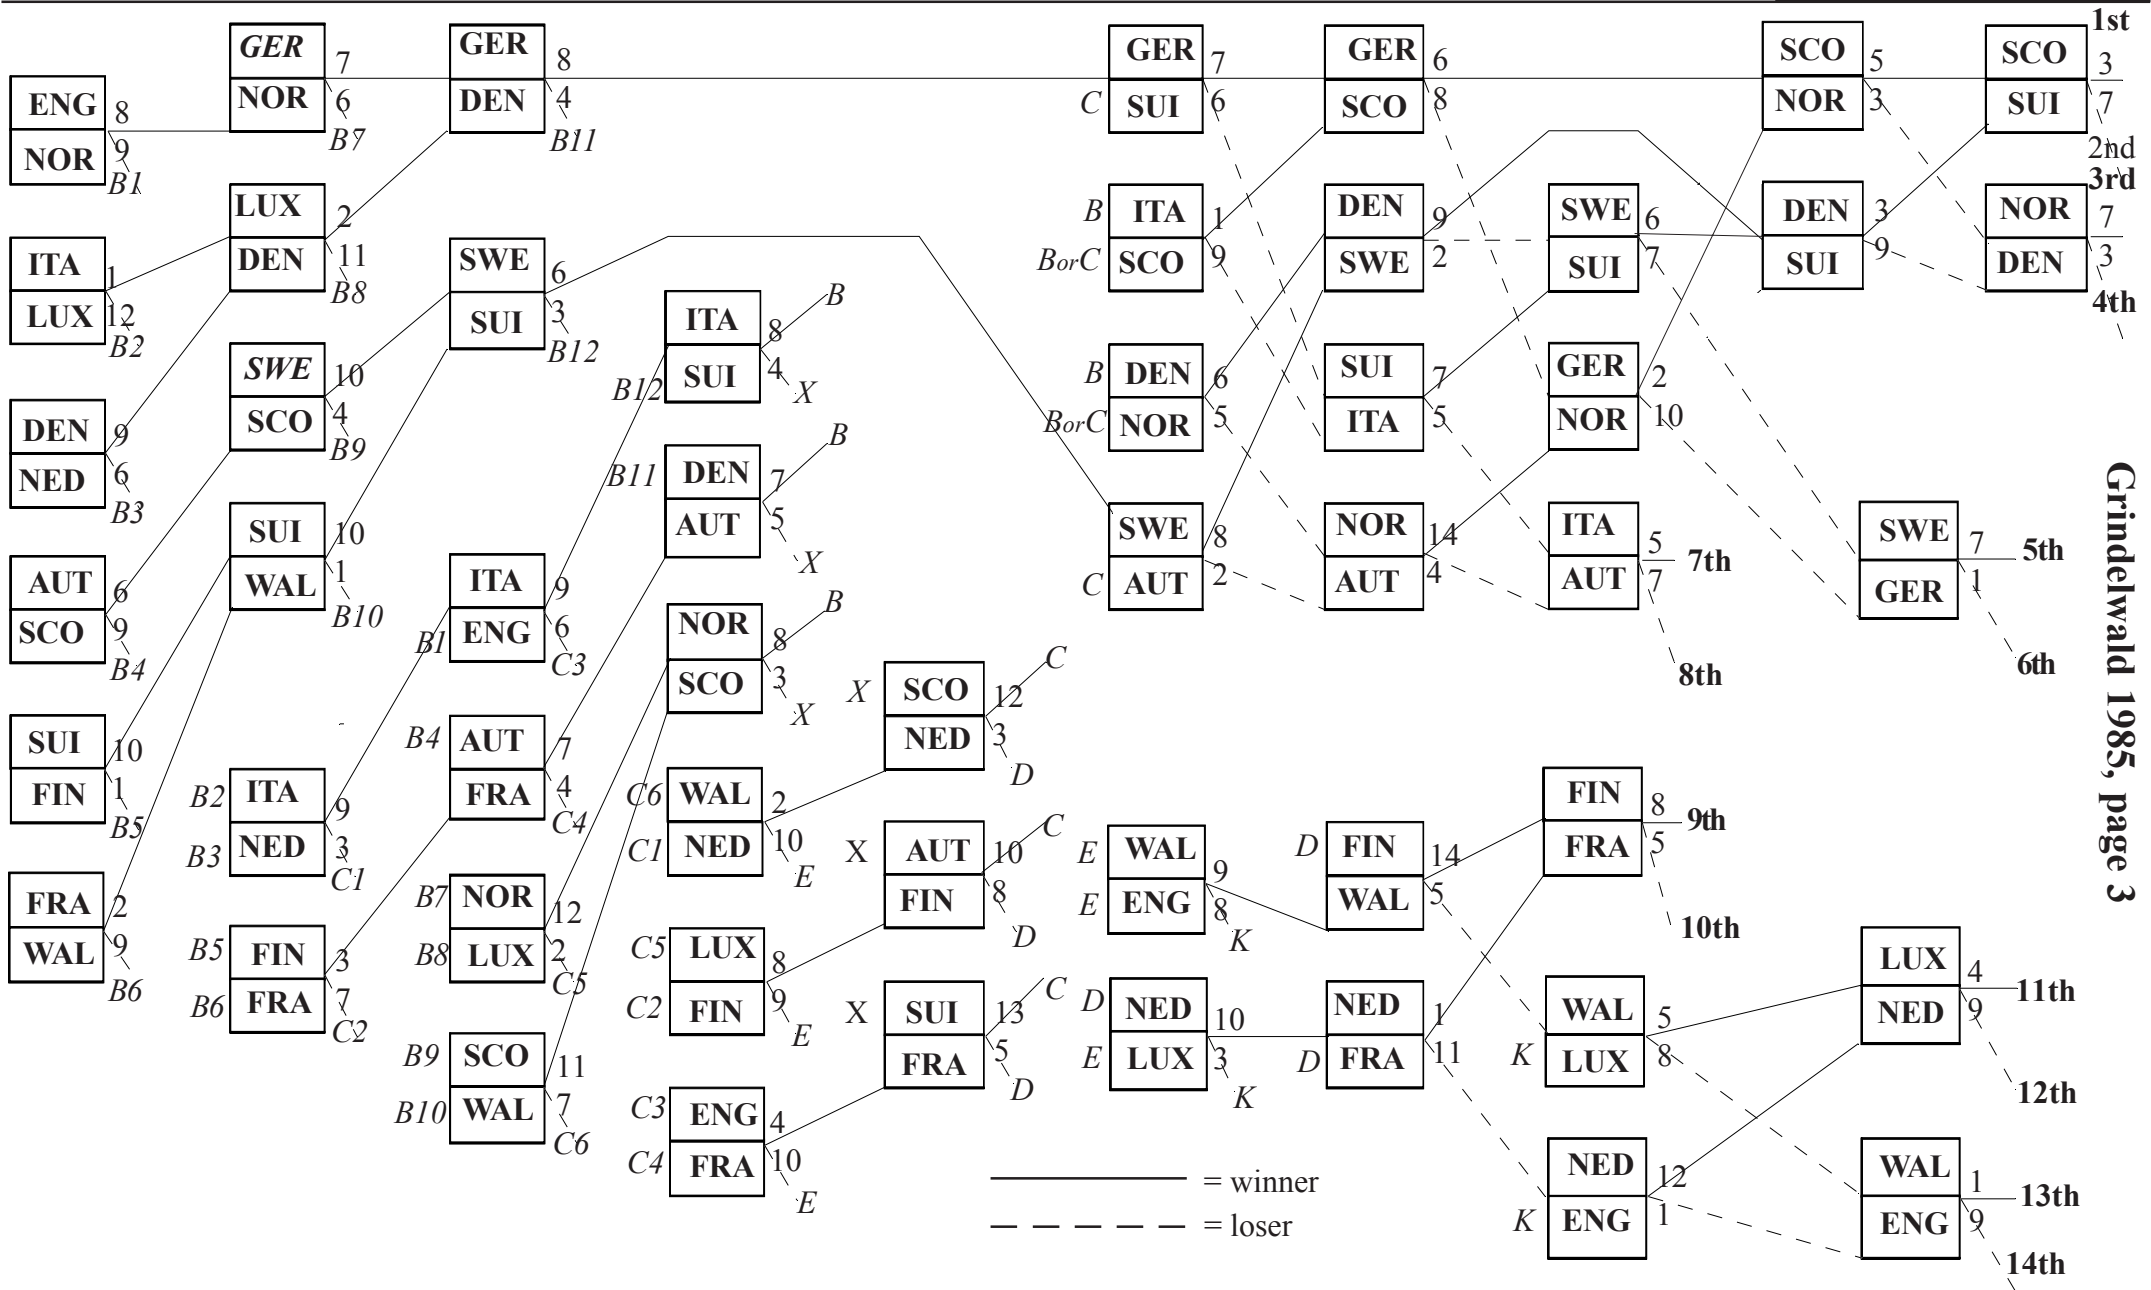 ENG 8
NOR 9
B1
ITA 1
LUX 12
B2
DEN 9
NED 6
B3
AUT 6
SCO 9
B4
SUI 10
FIN 1
B5
FRA 2
WAL 9
B6
GER 7
NOR 6
B7
LUX 2
DEN 11
B8
SWE 10
SCO 4
B9
SUI 10
WAL 1
B10
B2 ITA 9
B3 NED 3
C1
B5 FIN 3
B6 FRA 7
C2
GER 8
DEN 4
B11
SWE 6
SUI 3
B12
ITA 9
B1 ENG 6
C3
B4 AUT 7
FRA 4
C4
B7 NOR 12
B8 LUX 2
C5
B9 SCO 11
B10 WAL 7
C6
ITA 8 B
B12 SUI 4 X
B11 DEN 7 B
AUT 5 X
NOR 8 B
SCO 3 X
C6 WAL 2
C1 NED 10
E
C5 LUX 8
C2 FIN 9
E
C3 ENG 4
C4 FRA 10
E
X SCO 12 C
NED 3 D
X AUT 10 C
FIN 8 D
X SUI 13 C
FRA 5 D
= winner
= loser
GER 7
C SUI 6
B ITA 1
BorC SCO 9
B DEN 6
BorC NOR 5
SWE 8
C AUT 2
E WAL 9
E ENG 8
K
D NED 10
E LUX 3
K
GER 6
SCO 8
DEN 9
SWE 2
SUI 7
ITA 5
NOR 14
AUT 4
D FIN 14
WAL 5
NED 1
D FRA 11
SWE 6
SUI 7
GER 2
NOR 10
ITA 5 7th
AUT 7
8th
FIN 8 9th
FRA 5
10th
WAL 5
K LUX 8
NED 12
K ENG 1
SCO 5
NOR 3
DEN 3
SUI 9
SWE 7 5th
GER 1
6th
LUX 4 11th
NED 9
12th
WAL 1 13th
ENG 9
14th
1st
SCO 3
SUI 7
2nd
3rd
NOR 7
DEN 3
4th
Grindelwald 1985, page 3